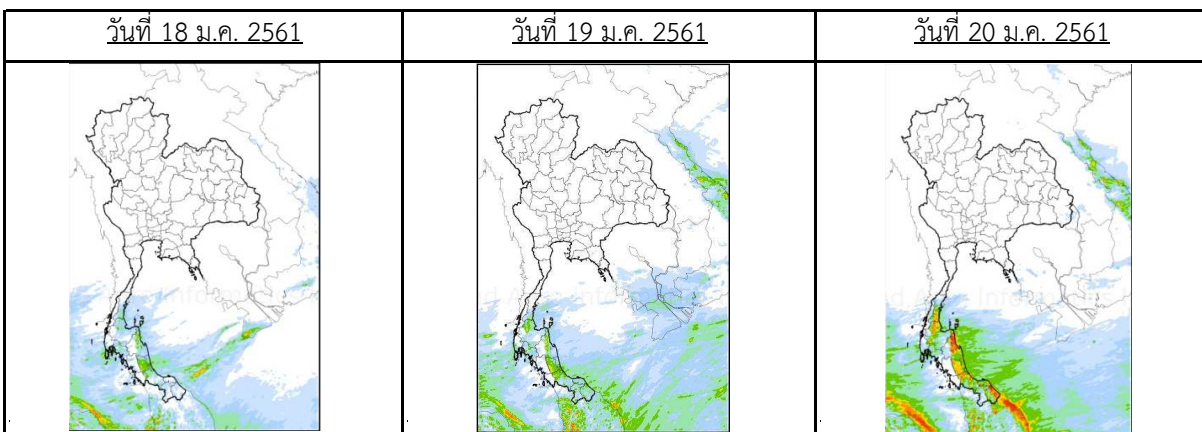 วันที่ 18 ม.ค. 2561
วันที่ 19 ม.ค. 2561
วันที่ 20 ม.ค. 2561